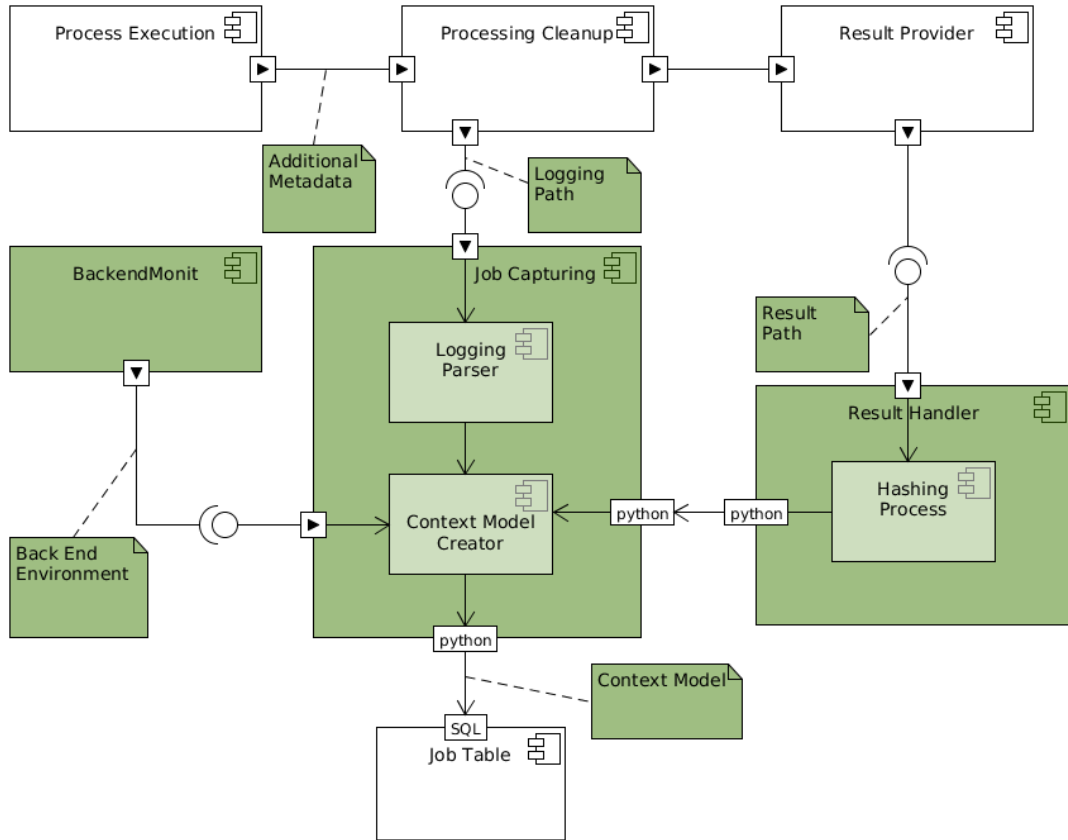 Process Execution
Processing Cleanup
Result Provider
Additional
Metadata
Logging
Path
BackendMonit
Job Capturing
Result
Path
Logging
Parser
Result Handler
Hashing
Process
Context Model
Creator
python
python
Back End
Environment
python
Context Model
SQL
Job Table